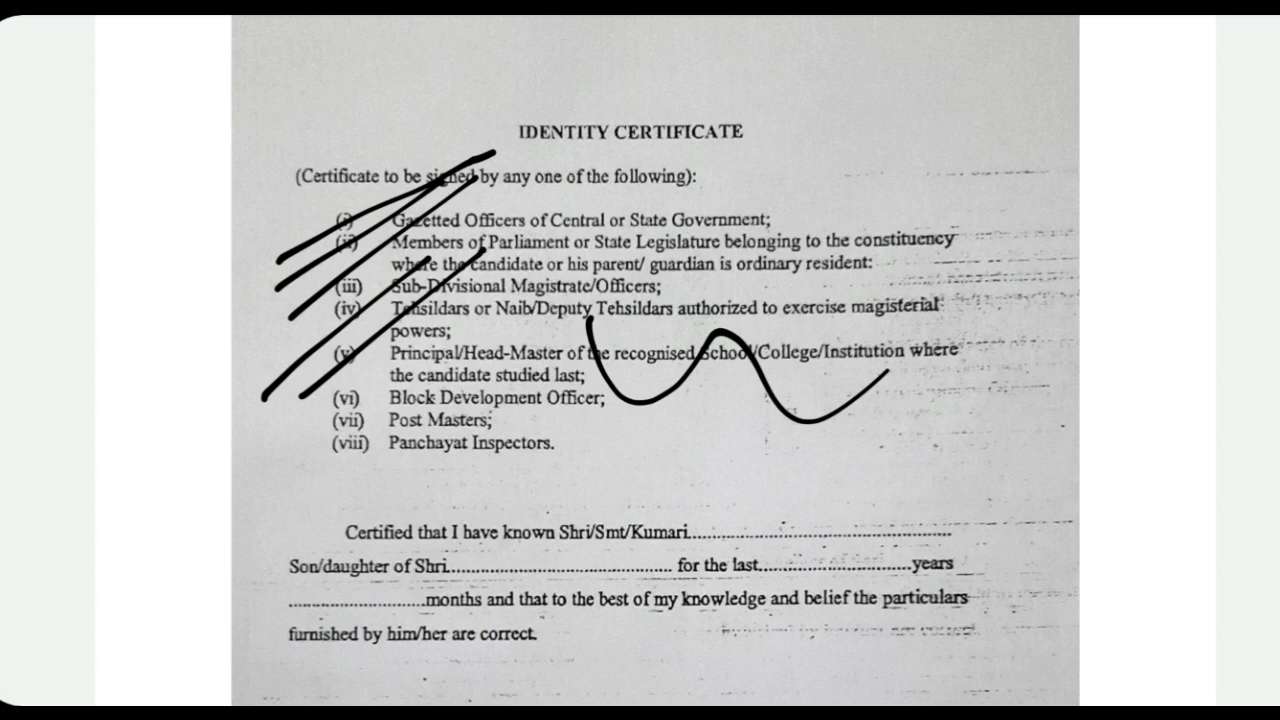 IDENTITY CERTIFICATE
(Certificate to be signed by any one of the following):
(i) Gazetted Officers of Central or State Government;
(ii) Members of Parliament or State Legislature belonging to the constituency
where the candidate or his parent/ guardian is ordinary resident:
(iii) Sub-Divisional Magistrate/Officers;
(iv) Tehsildars or Naib/Deputy Tehsildars authorized to exercise magisterial
powers;
(v) Principal/Head-Master of the recognised School/College/Institution where
the candidate studied last;
(vi) Block Development Officer;
(vii) Post Masters;
(viii) Panchayat Inspectors.
Certified that I have known Shri/Smt/Kumari....................................................
Son/daughter of Shri............................................. for the last...............................years
............................months and that to the best of my knowledge and belief the particulars
furnished by him/her are correct.